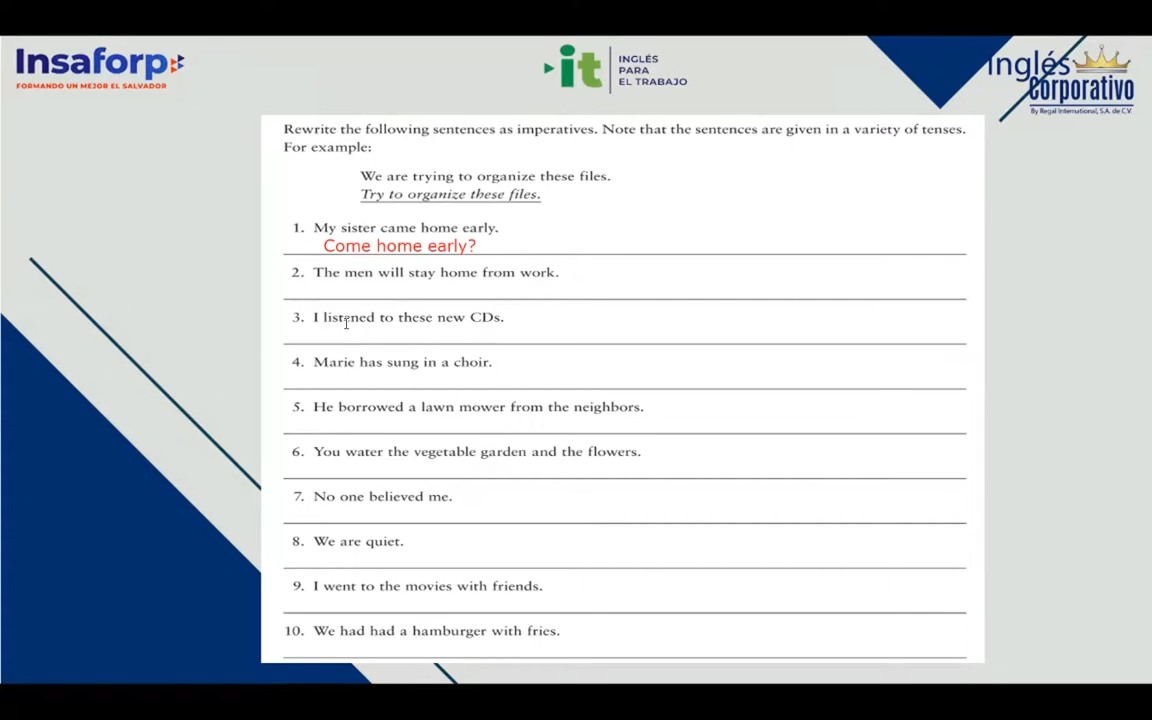 Insaforp
FORMANDO UN MEJOR EL SALVADOR
it
INGLÉS
PARA
EL TRABAJO
Inglés
Corporativo
By Regal International, S.A. de C.V.
Rewrite the following sentences as imperatives. Note that the sentences are given in a variety of tenses.
For example:
We are trying to organize these files.
Try to organize these files.
1. My sister came home early.
Come home early?
2. The men will stay home from work.
3. I listened to these new CDs.
4. Marie has sung in a choir.
5. He borrowed a lawn mower from the neighbors.
6. You water the vegetable garden and the flowers.
7. No one believed me.
8. We are quiet.
9. I went to the movies with friends.
10. We had had a hamburger with fries.